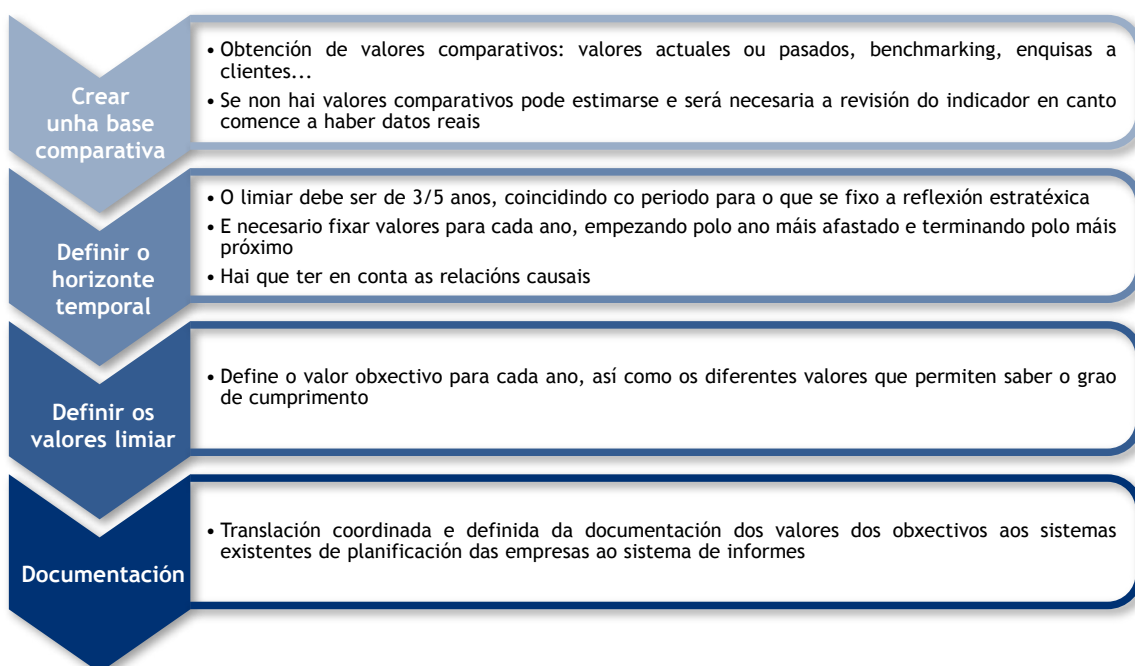 Crear
unha base
comparativa
• Obtención de valores comparativos: valores actuales ou pasados, benchmarking, enquisas a
clientes...
• Se non hai valores comparativos pode estimarse e será necesaria a revisión do indicador en canto
comence a haber datos reais
Definir o
horizonte
temporal
• O limiar debe ser de 3/5 anos, coincidindo co periodo para o que se fixo a reflexión estratéxica
• E necesario fixar valores para cada ano, empezando polo ano máis afastado e terminando polo máis
próximo
• Hai que ter en conta as relacións causais
Definir os
valores limiar
• Define o valor obxectivo para cada ano, así como os diferentes valores que permiten saber o grao
de cumprimento
Documentación
• Translación coordinada e definida da documentación dos valores dos obxectivos aos sistemas
existentes de planificación das empresas ao sistema de informes